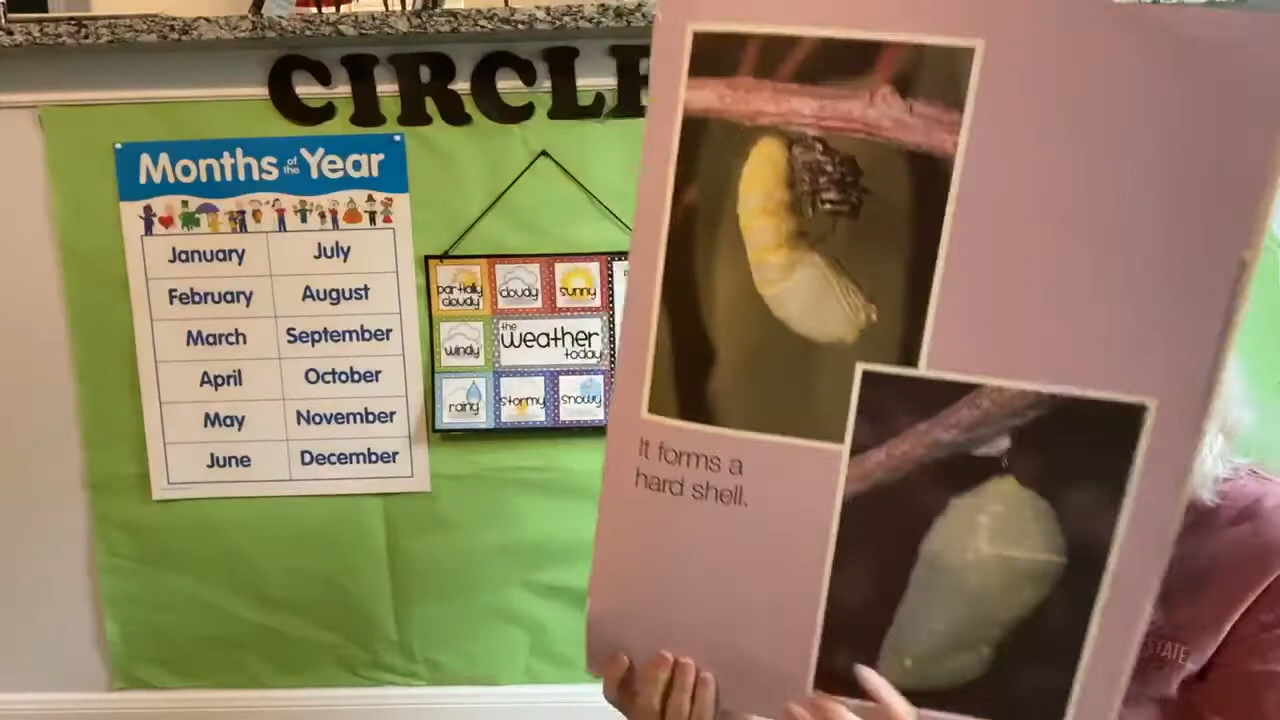 CIRCLE
Months of the Year
January July
February August
March September
April October
May November
June December
partially cloudy
cloudy
sunny
windy
the weather today
rainy
stormy
snowy
It forms a
hard shell.
STATE